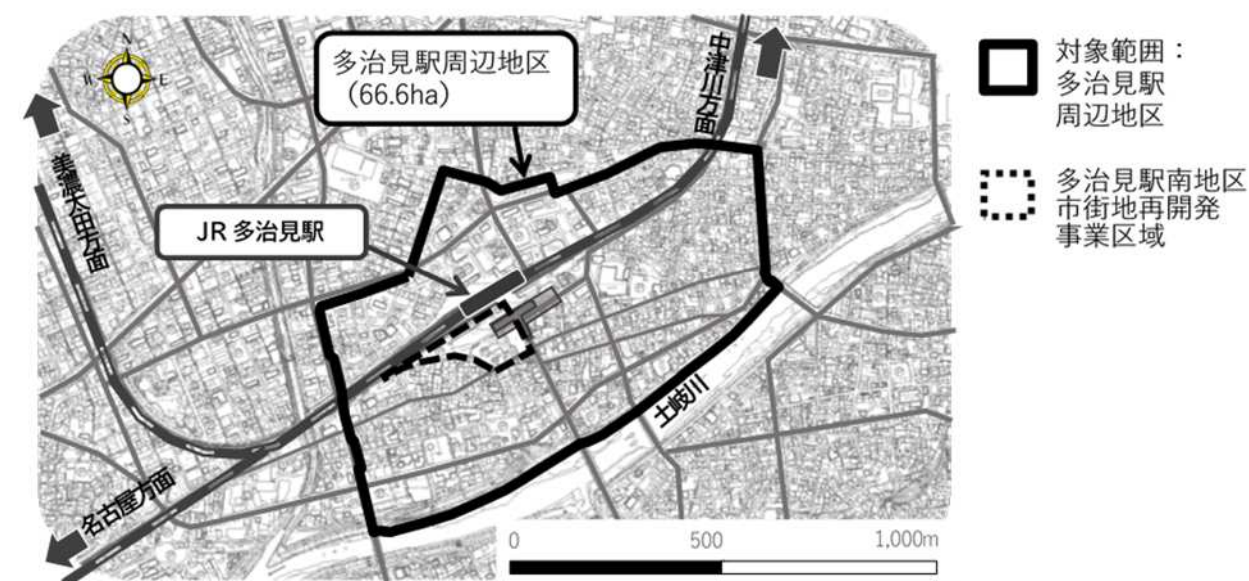 N
W
E
S
多治見駅周辺地区
（66.6ha）
中津川方面
美濃太田方面
JR 多治見駅
土岐川
名古屋方面
0
500
1,000m
対象範囲：
多治見駅
周辺地区
多治見駅南地区
市街地再開発
事業区域